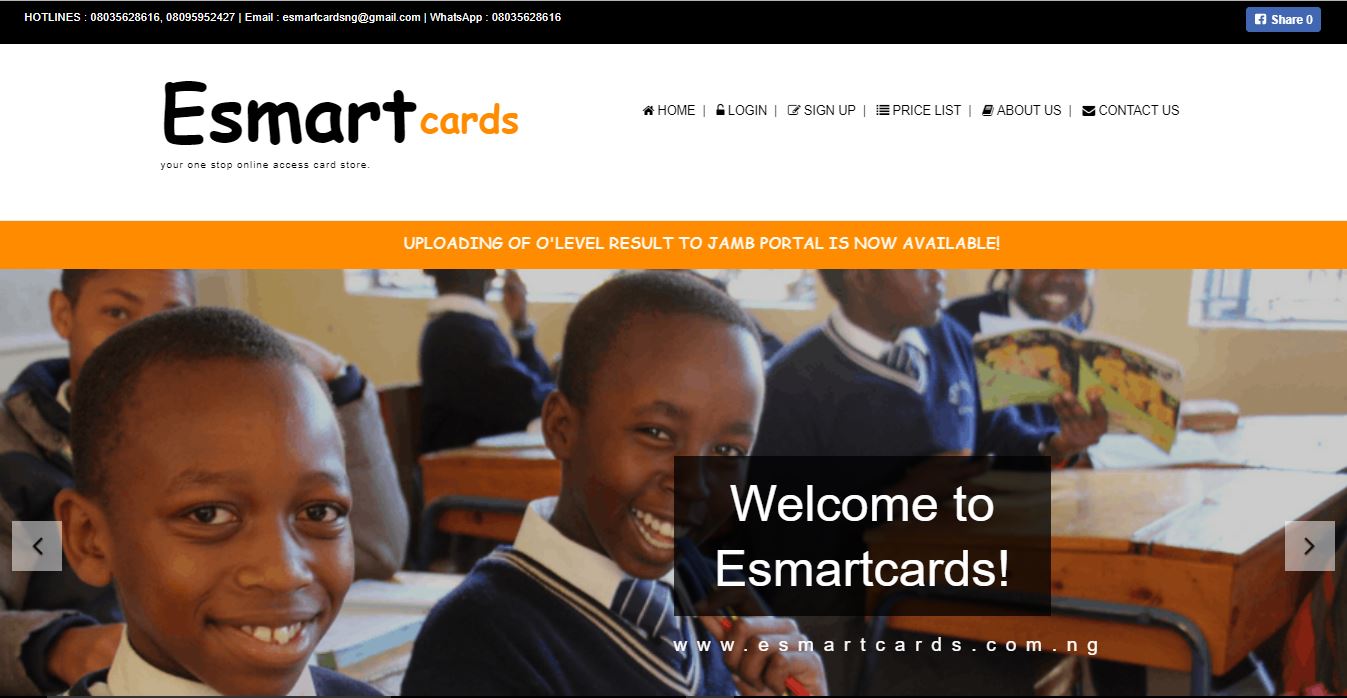 HOTLINES : 08035628616, 08095952427 | Email : esmartcardsng@gmail.com | WhatsApp : 08035628616
Share 0
Esmart cards
your one stop online access card store.
HOME | LOGIN | SIGN UP | PRICE LIST | ABOUT US | CONTACT US
UPLOADING OF O'LEVEL RESULT TO JAMB PORTAL IS NOW AVAILABLE!
Welcome to
Esmartcards!
www.esmartcards.com.ng